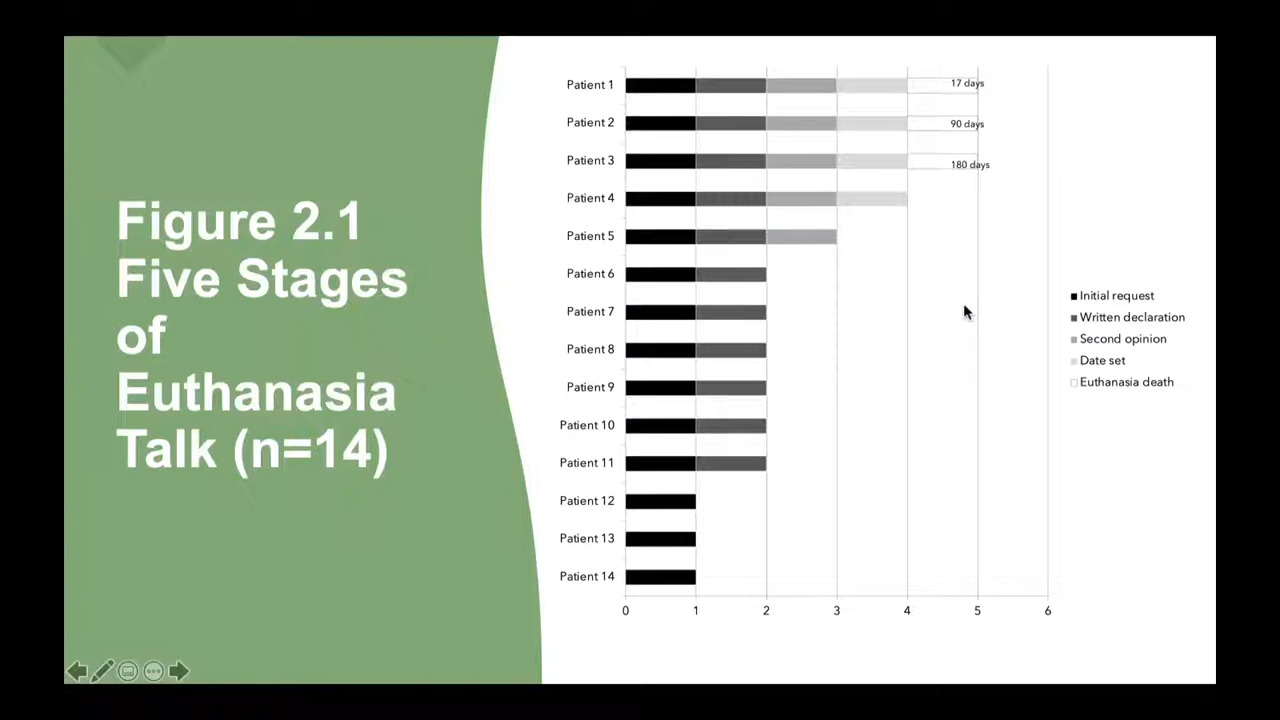 Figure 2.1
Five Stages
of
Euthanasia
Talk (n=14)
Patient 1
17 days
Patient 2
90 days
Patient 3
180 days
Patient 4
Patient 5
Patient 6
Patient 7
Patient 8
Patient 9
Patient 10
Patient 11
Patient 12
Patient 13
Patient 14
0 1 2 3 4 5 6
Initial request
Written declaration
Second opinion
Date set
Euthanasia death